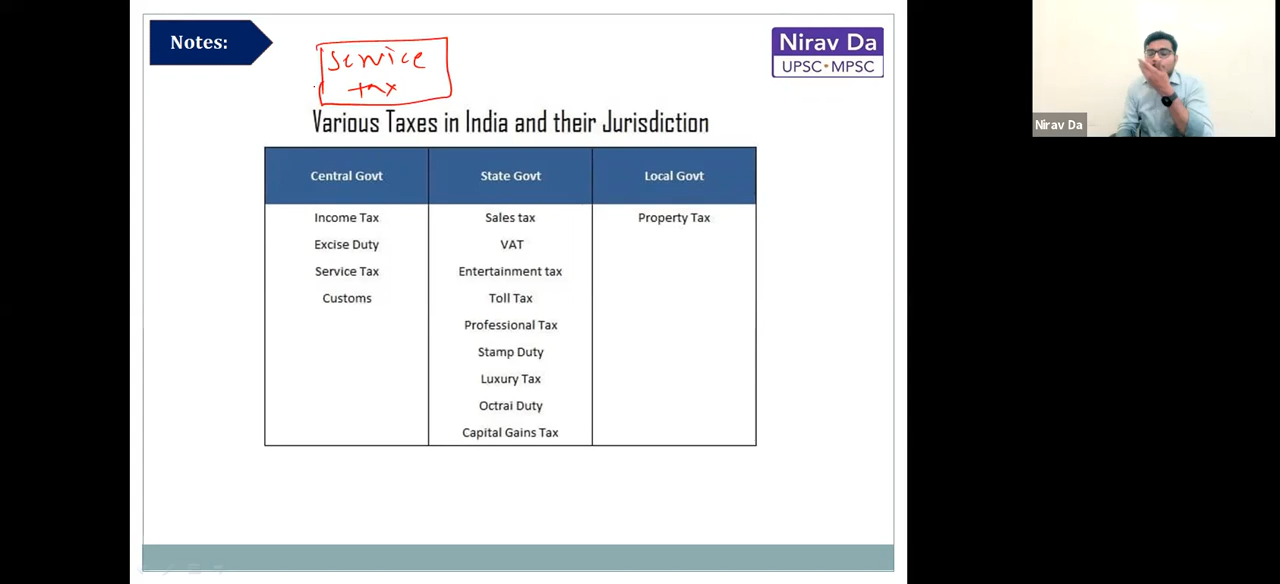 Notes:
Service
tax
Nirav Da
UPSC•MPSC
Nirav Da
Various Taxes in India and their Jurisdiction
Central Govt State Govt Local Govt
Income Tax Sales tax Property Tax
Excise Duty VAT
Service Tax Entertainment tax
Customs Toll Tax
Professional Tax
Stamp Duty
Luxury Tax
Octrai Duty
Capital Gains Tax